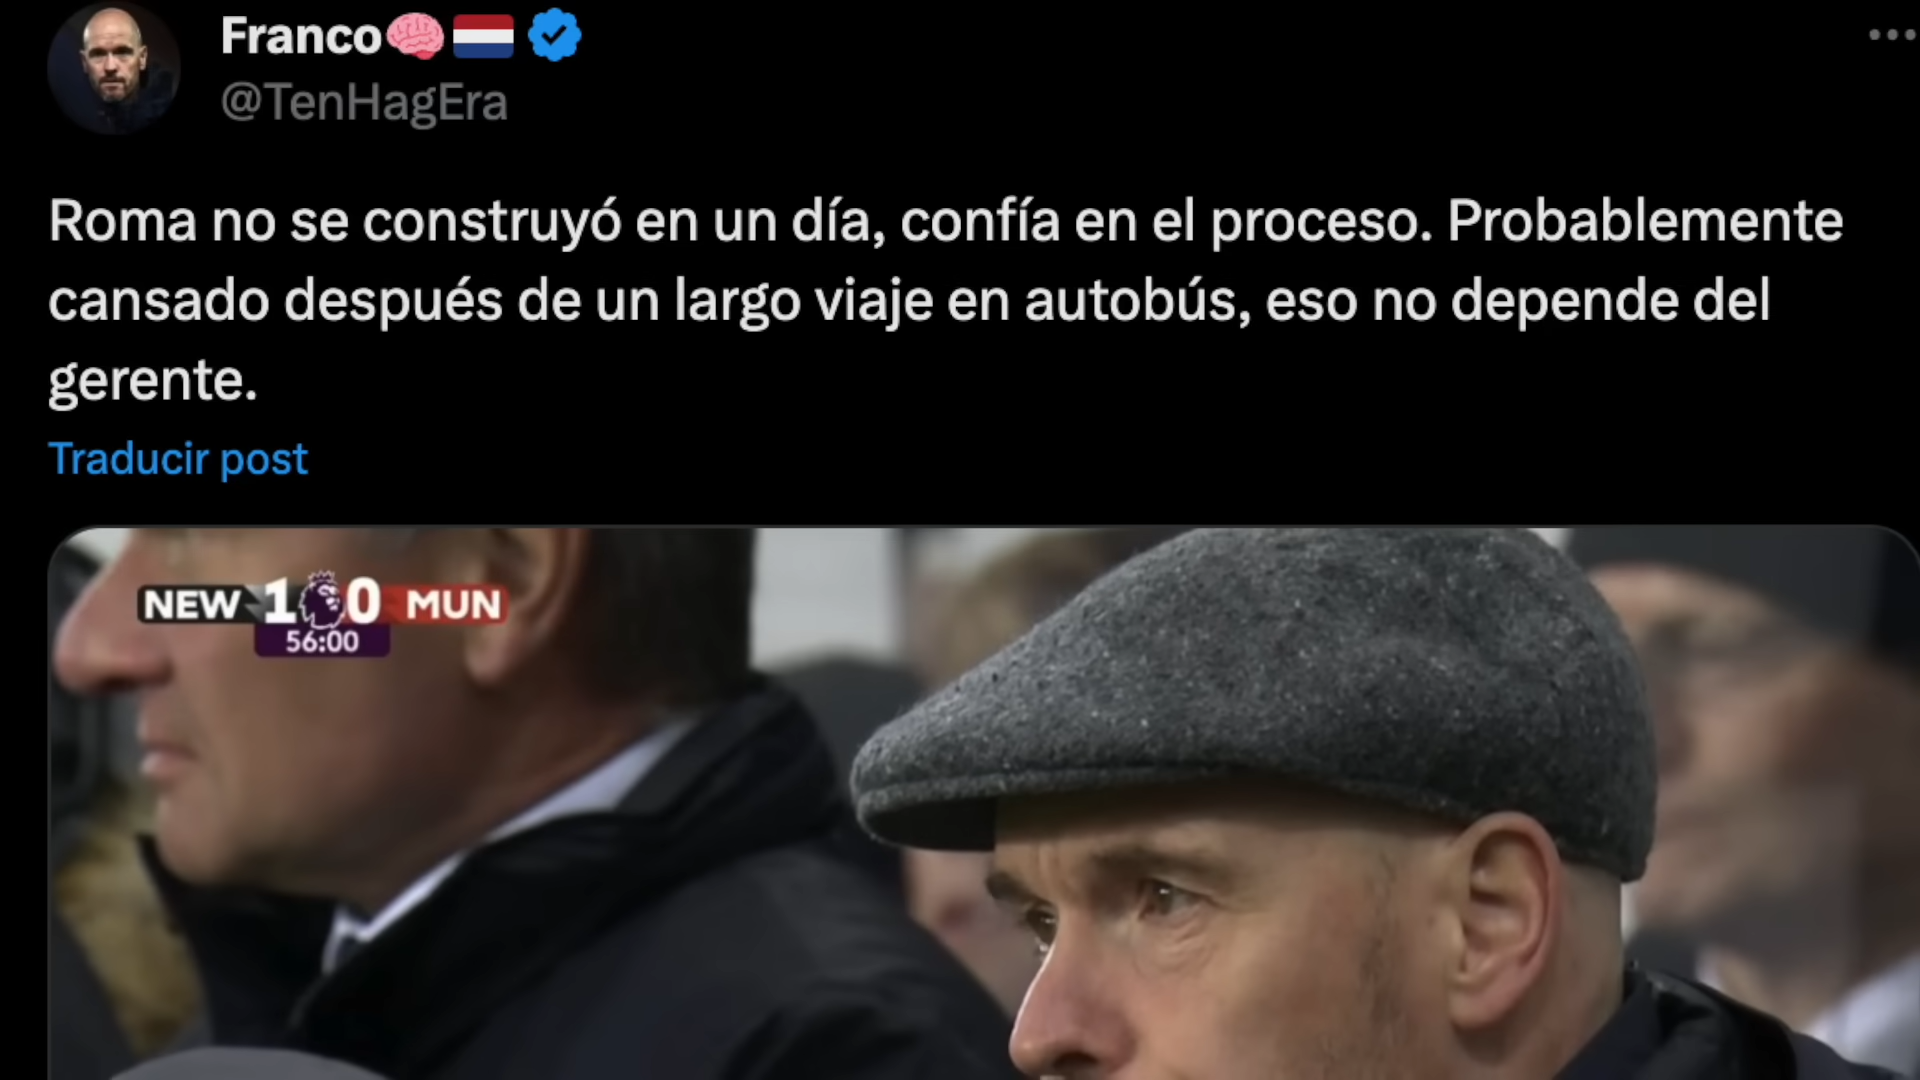 Franco
@TenHagEra
Roma no se construyó en un día, confía en el proceso. Probablemente
cansado después de un largo viaje en autobús, eso no depende del
gerente.
Traducir post
NEW 1 0 MUN
56:00